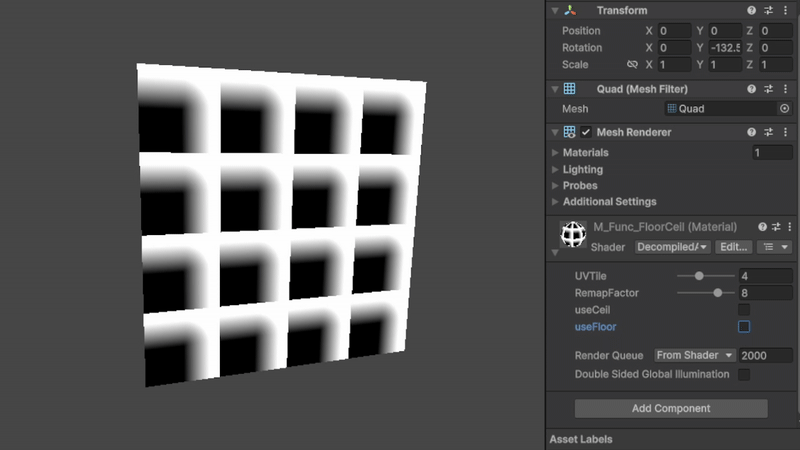 Transform
Position X 0 Y 0 Z 0
Rotation X 0 Y -132.5 Z 0
Scale X 1 Y 1 Z 1
Quad (Mesh Filter)
Mesh Quad
Mesh Renderer
Materials 1
Lighting
Probes
Additional Settings
M_Func_FloorCeil (Material)
Shader Decompiled/ Edit...
UVTile 4
RemapFactor 8
useCeil
useFloor
Render Queue From Shader 2000
Double Sided Global Illumination
Add Component
Asset Labels